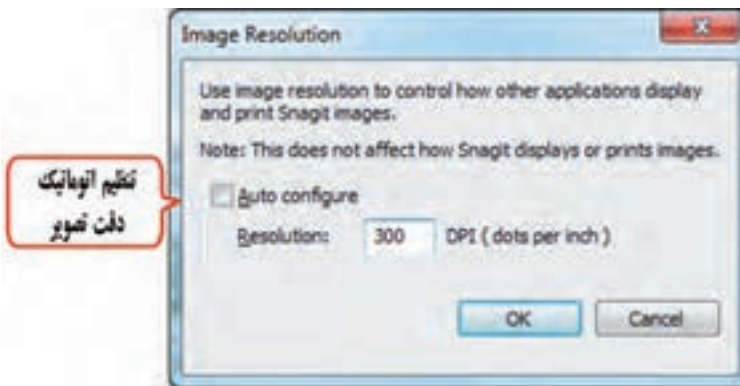 Image Resolution
Use image resolution to control how other applications display
and print Snagit images.
Note: This does not affect how Snagit displays or prints images.
تنظیم اتوماتیک
دقت تصویر
Auto configure
Resolution: 300 DPI ( dots per inch )
OK Cancel